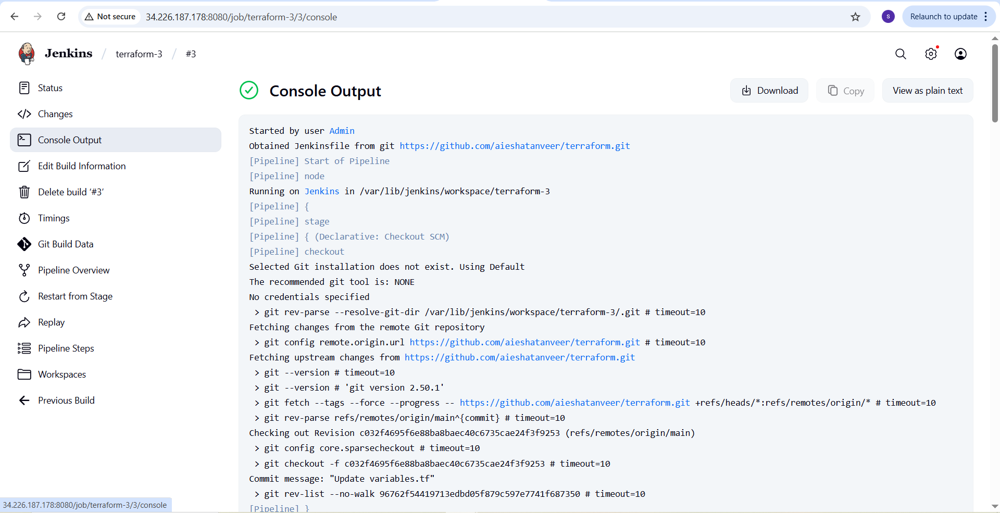 Not secure
34.226.187.178:8080/job/terraform-3/3/console
s
Relaunch to update
Jenkins / terraform-3 / #3
Status
Changes
Console Output
Edit Build Information
Delete build ‘#3’
Timings
Git Build Data
Pipeline Overview
Restart from Stage
Replay
Pipeline Steps
Workspaces
Previous Build
Console Output
Download
Copy
View as plain text
Started by user Admin
Obtained Jenkinsfile from git https://github.com/aieshatanveer/terraform.git
[Pipeline] Start of Pipeline
[Pipeline] node
Running on Jenkins in /var/lib/jenkins/workspace/terraform-3
[Pipeline] {
[Pipeline] stage
[Pipeline] { (Declarative: Checkout SCM)
[Pipeline] checkout
Selected Git installation does not exist. Using Default
The recommended git tool is: NONE
No credentials specified
> git rev-parse --resolve-git-dir /var/lib/jenkins/workspace/terraform-3/.git # timeout=10
Fetching changes from the remote Git repository
> git config remote.origin.url https://github.com/aieshatanveer/terraform.git # timeout=10
Fetching upstream changes from https://github.com/aieshatanveer/terraform.git
> git --version # timeout=10
> git --version # 'git version 2.50.1'
> git fetch --tags --force --progress -- https://github.com/aieshatanveer/terraform.git +refs/heads/*:refs/remotes/origin/* # timeout=10
> git rev-parse refs/remotes/origin/main^{commit} # timeout=10
Checking out Revision c032f4695f6e88ba8baec40c6735cae24f3f9253 (refs/remotes/origin/main)
> git config core.sparsecheckout # timeout=10
> git checkout -f c032f4695f6e88ba8baec40c6735cae24f3f9253 # timeout=10
Commit message: "Update variables.tf"
> git rev-list --no-walk 96762f54419713edbd05f879c597e7741f687350 # timeout=10
[Pipeline] }
34.226.187.178:8080/job/terraform-3/3/console